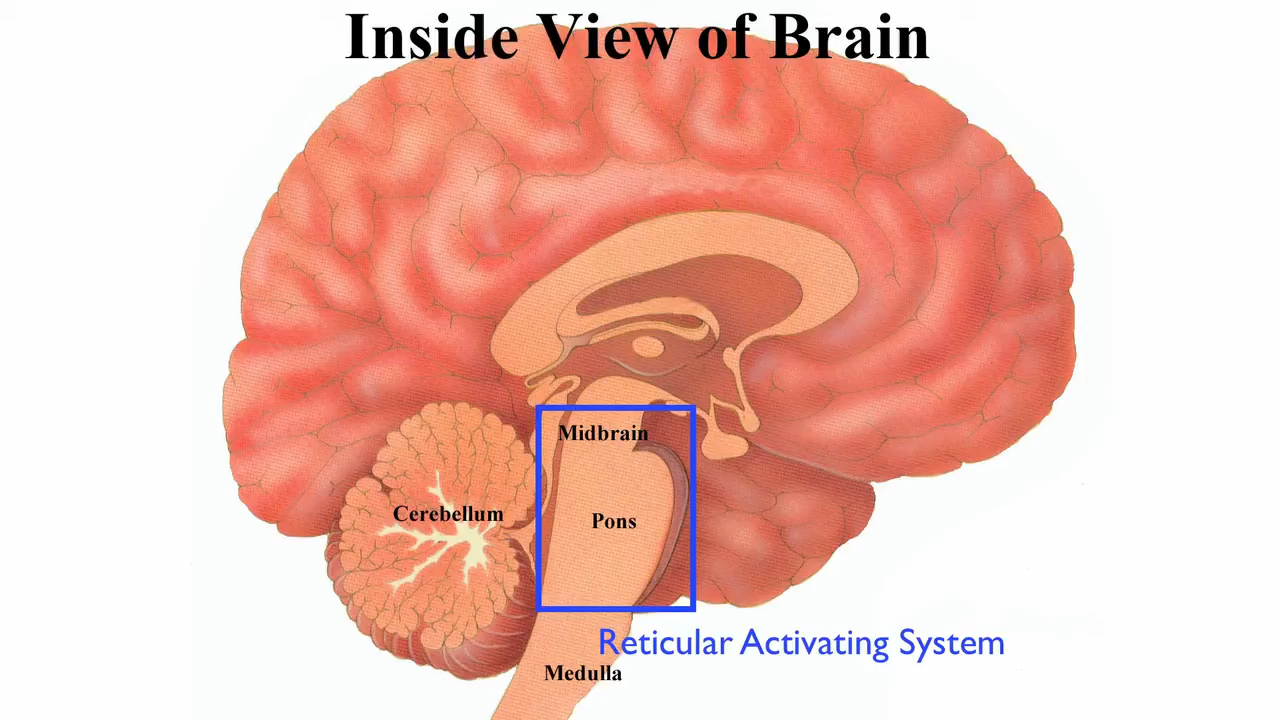 Inside View of Brain
Midbrain
Cerebellum
Pons
Reticular Activating System
Medulla